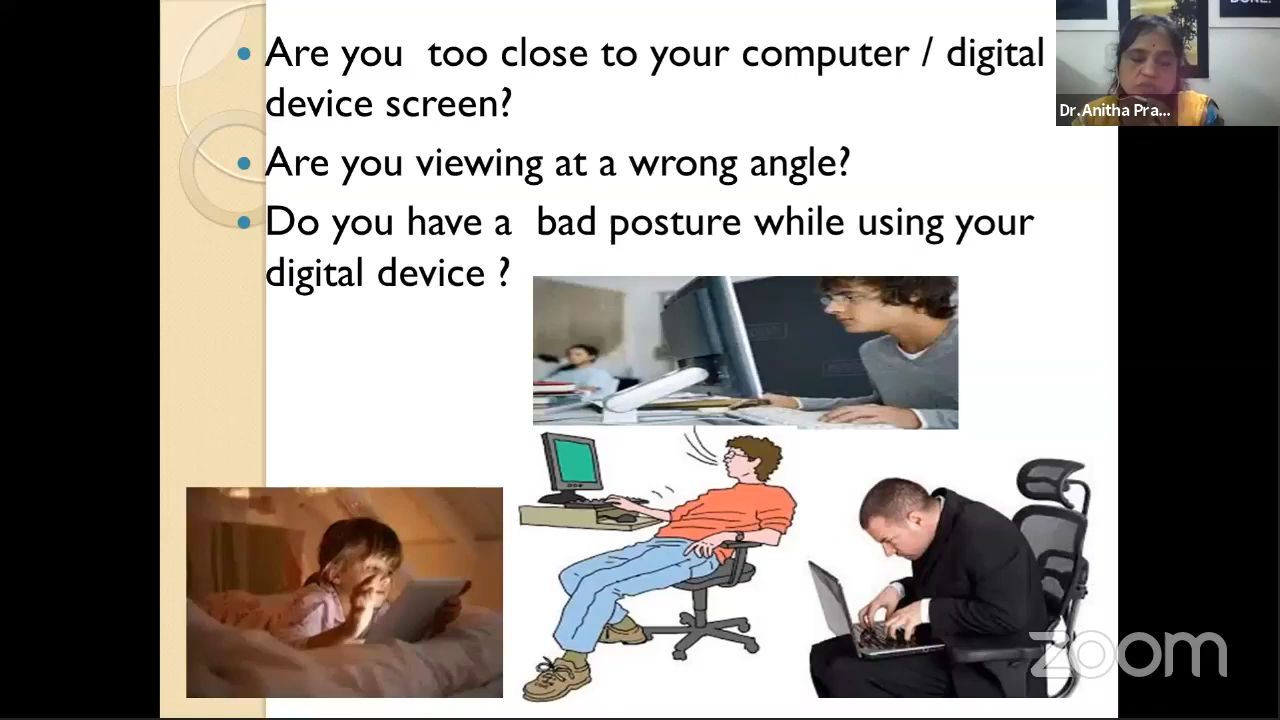 Are you  too close to your computer / digital
device screen?
Are you viewing at a wrong angle?
Do you have a  bad posture while using your
digital device ?
DONE.
Dr.Anitha Pra...
zoom